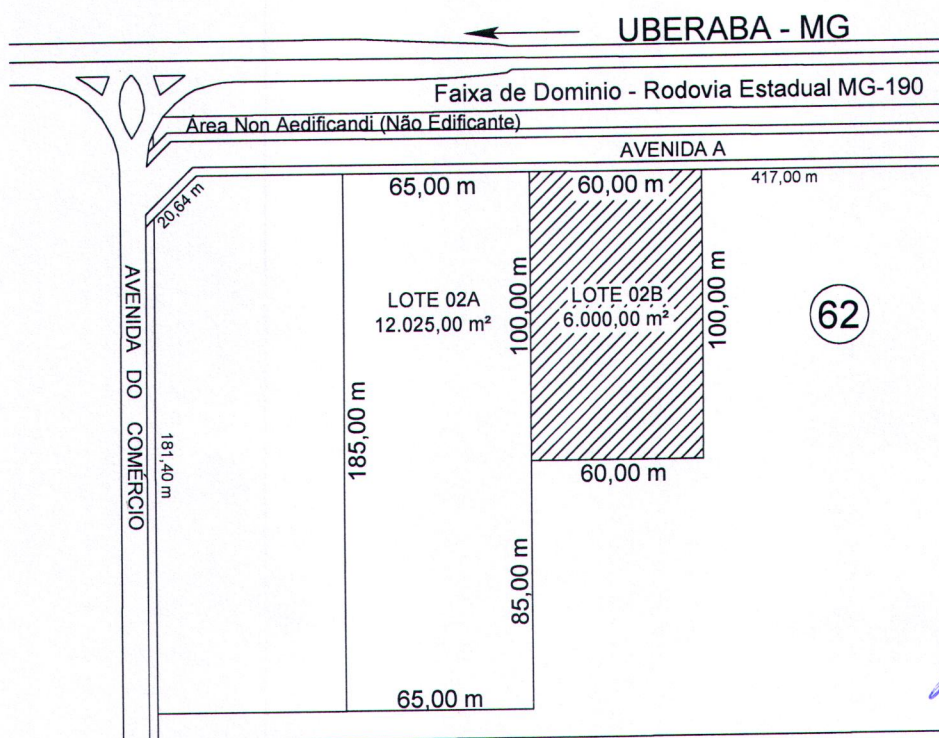 UBERABA - MG
Faixa de Dominio - Rodovia Estadual MG-190
Área Non Aedificandi (Não Edificante)
AVENIDA A
65,00 m
60,00 m
417,00 m
20,64 m
AVENIDA DO COMÉRCIO
LOTE 02A
12.025,00 m²
100,00 m
LOTE 02B
6.000,00 m²
100,00 m
62
185,00 m
181,40 m
60,00 m
85,00 m
65,00 m